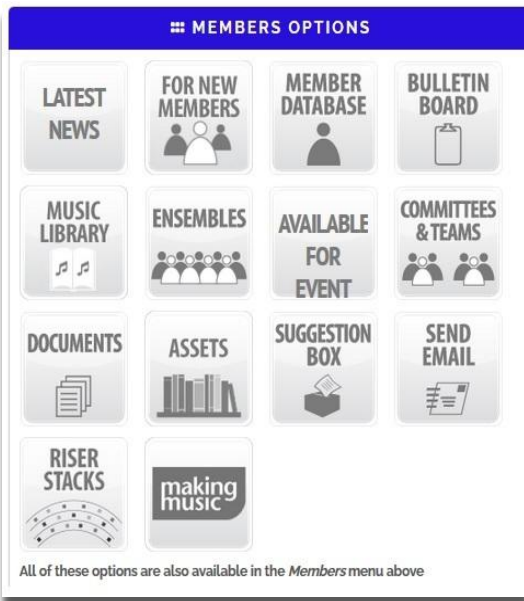 MEMBERS OPTIONS
LATEST
NEWS
FOR NEW
MEMBERS
MEMBER
DATABASE
BULLETIN
BOARD
MUSIC
LIBRARY
ENSEMBLES
AVAILABLE
FOR
EVENT
COMMITTEES
& TEAMS
DOCUMENTS
ASSETS
SUGGESTION
BOX
SEND
EMAIL
RISER
STACKS
making
music
All of these options are also available in the Members menu above